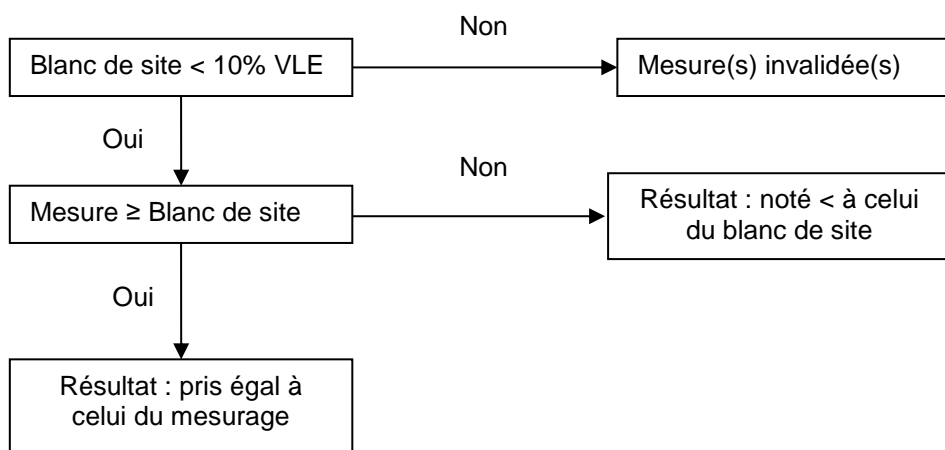 Non
Blanc de site < 10% VLE
Mesure(s) invalidée(s)
Oui
Non
Mesure ≥ Blanc de site
Résultat : noté < à celui
du blanc de site
Oui
Résultat : pris égal à
celui du mesurage